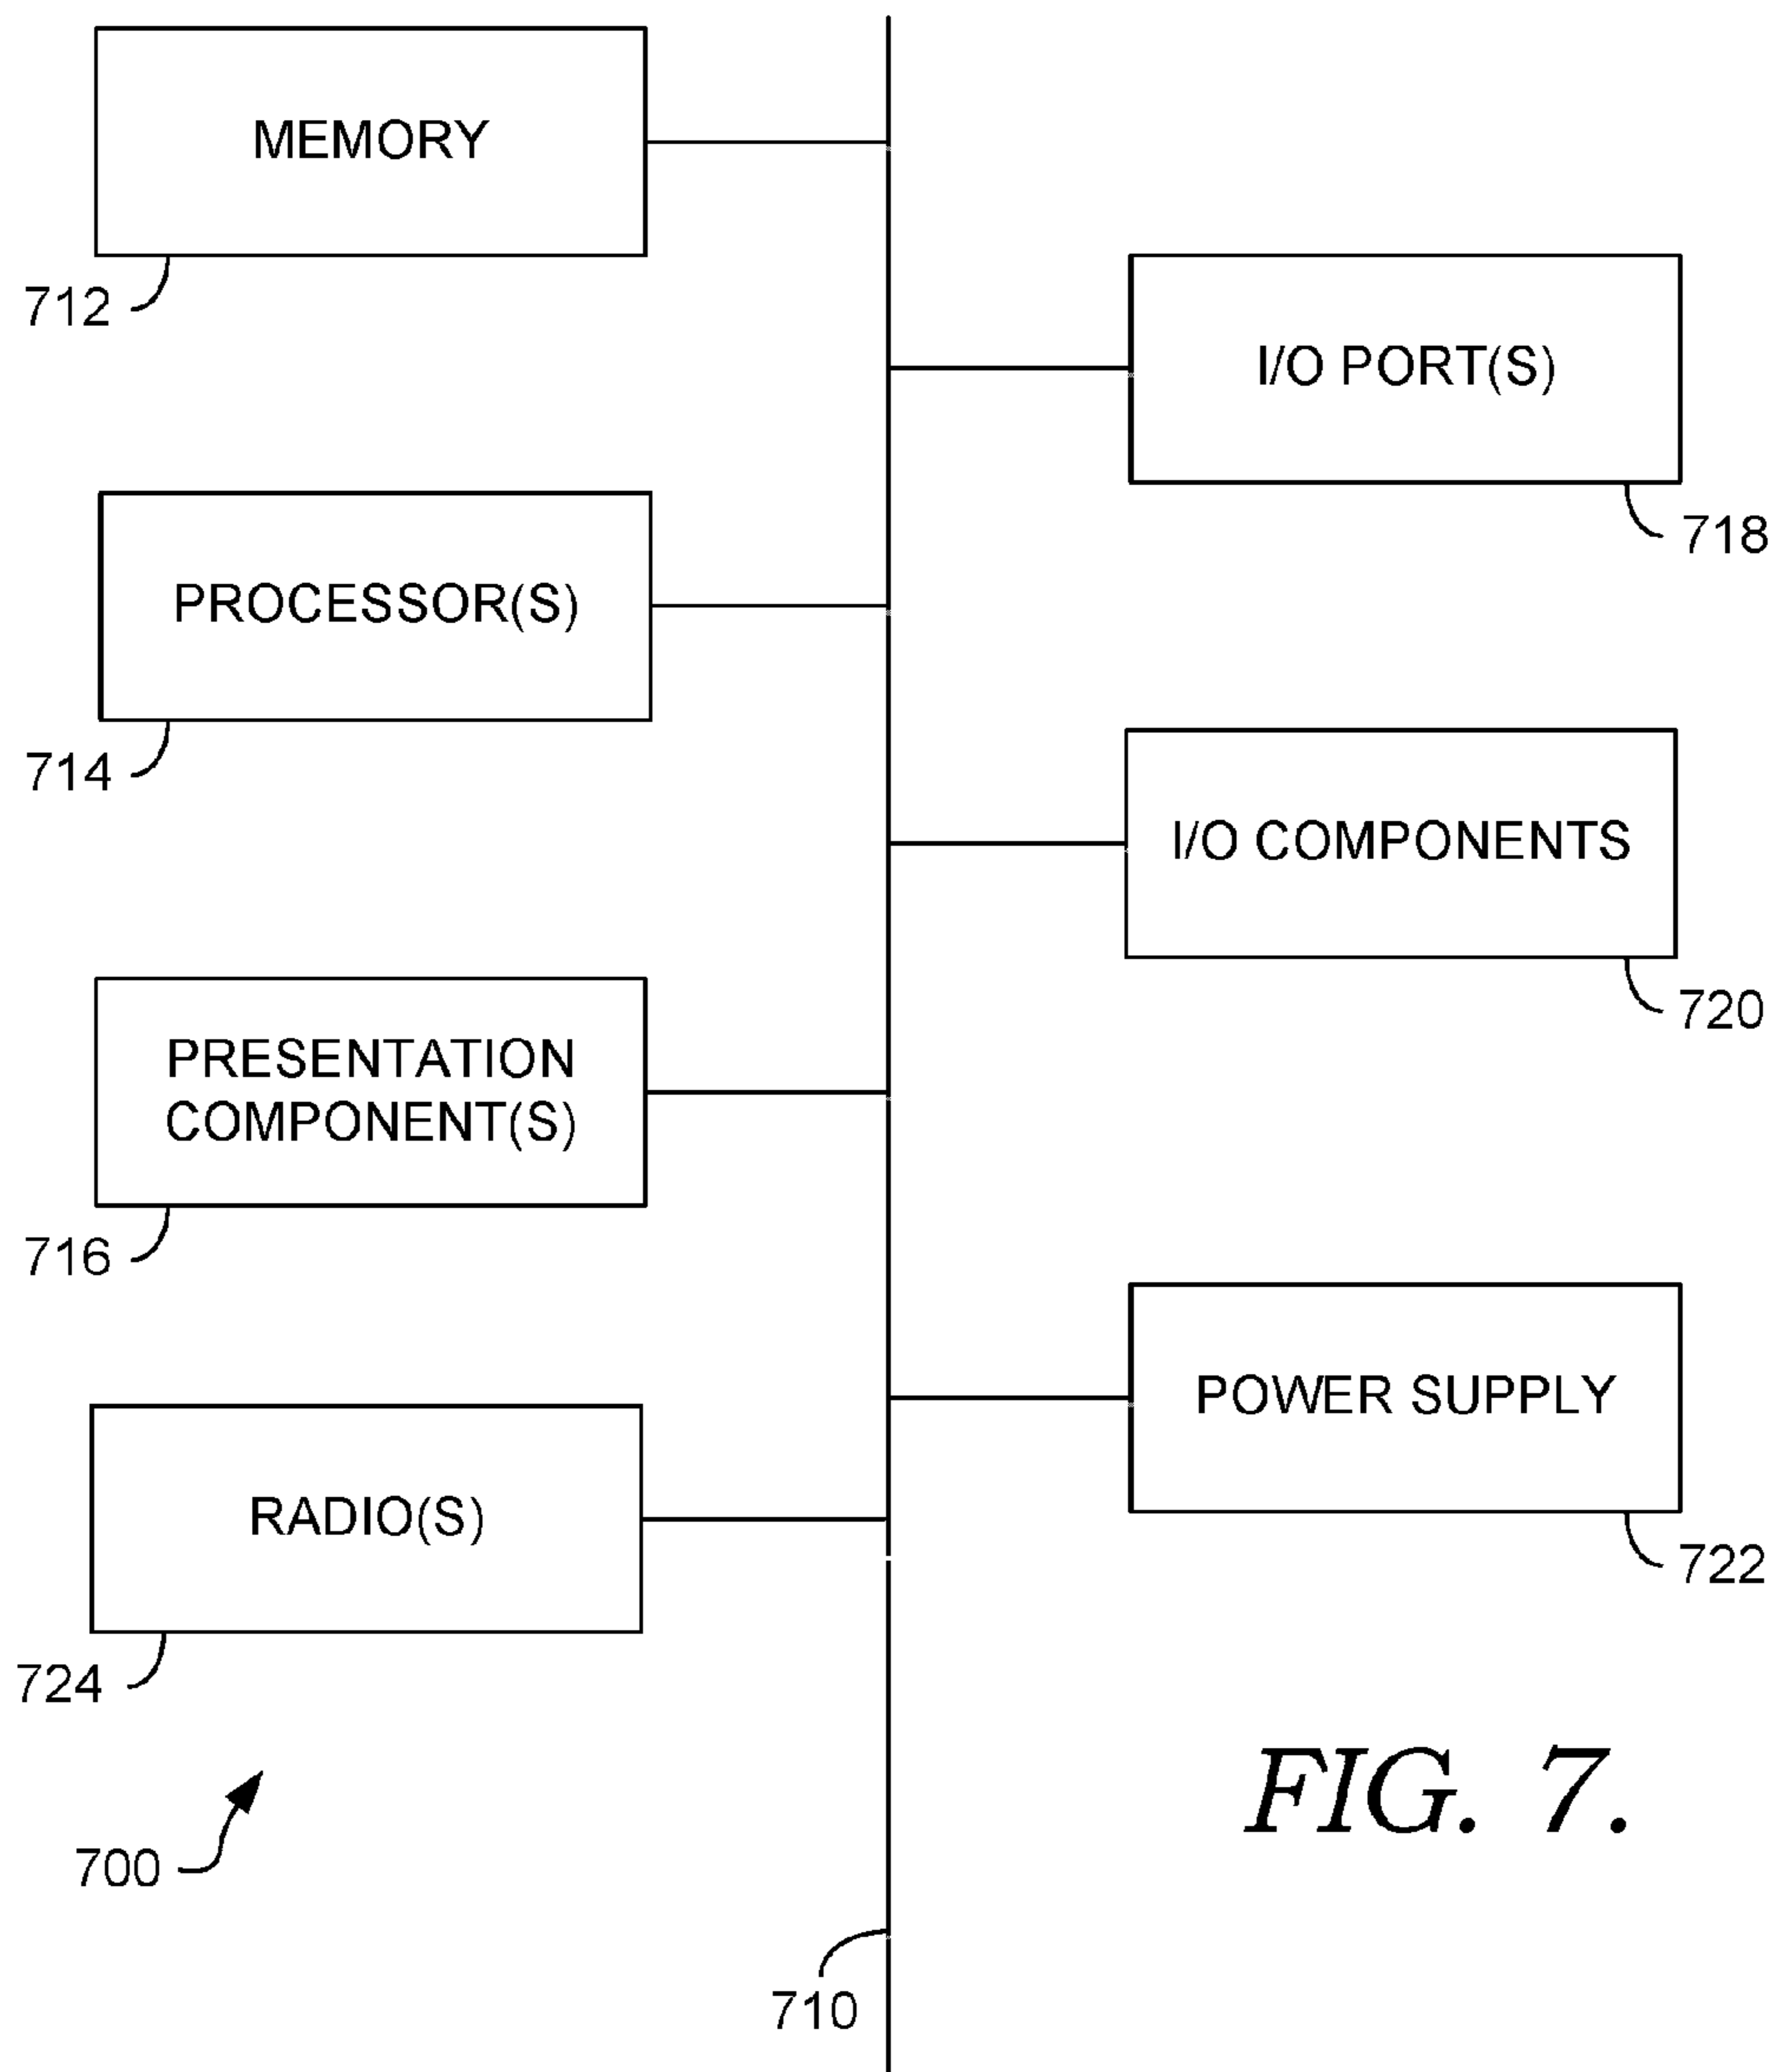 MEMORY
712
I/O PORT(S)
718
PROCESSOR(S)
714
I/O COMPONENTS
720
PRESENTATION
COMPONENT(S)
716
POWER SUPPLY
722
RADIO(S)
724
700
710
FIG. 7.